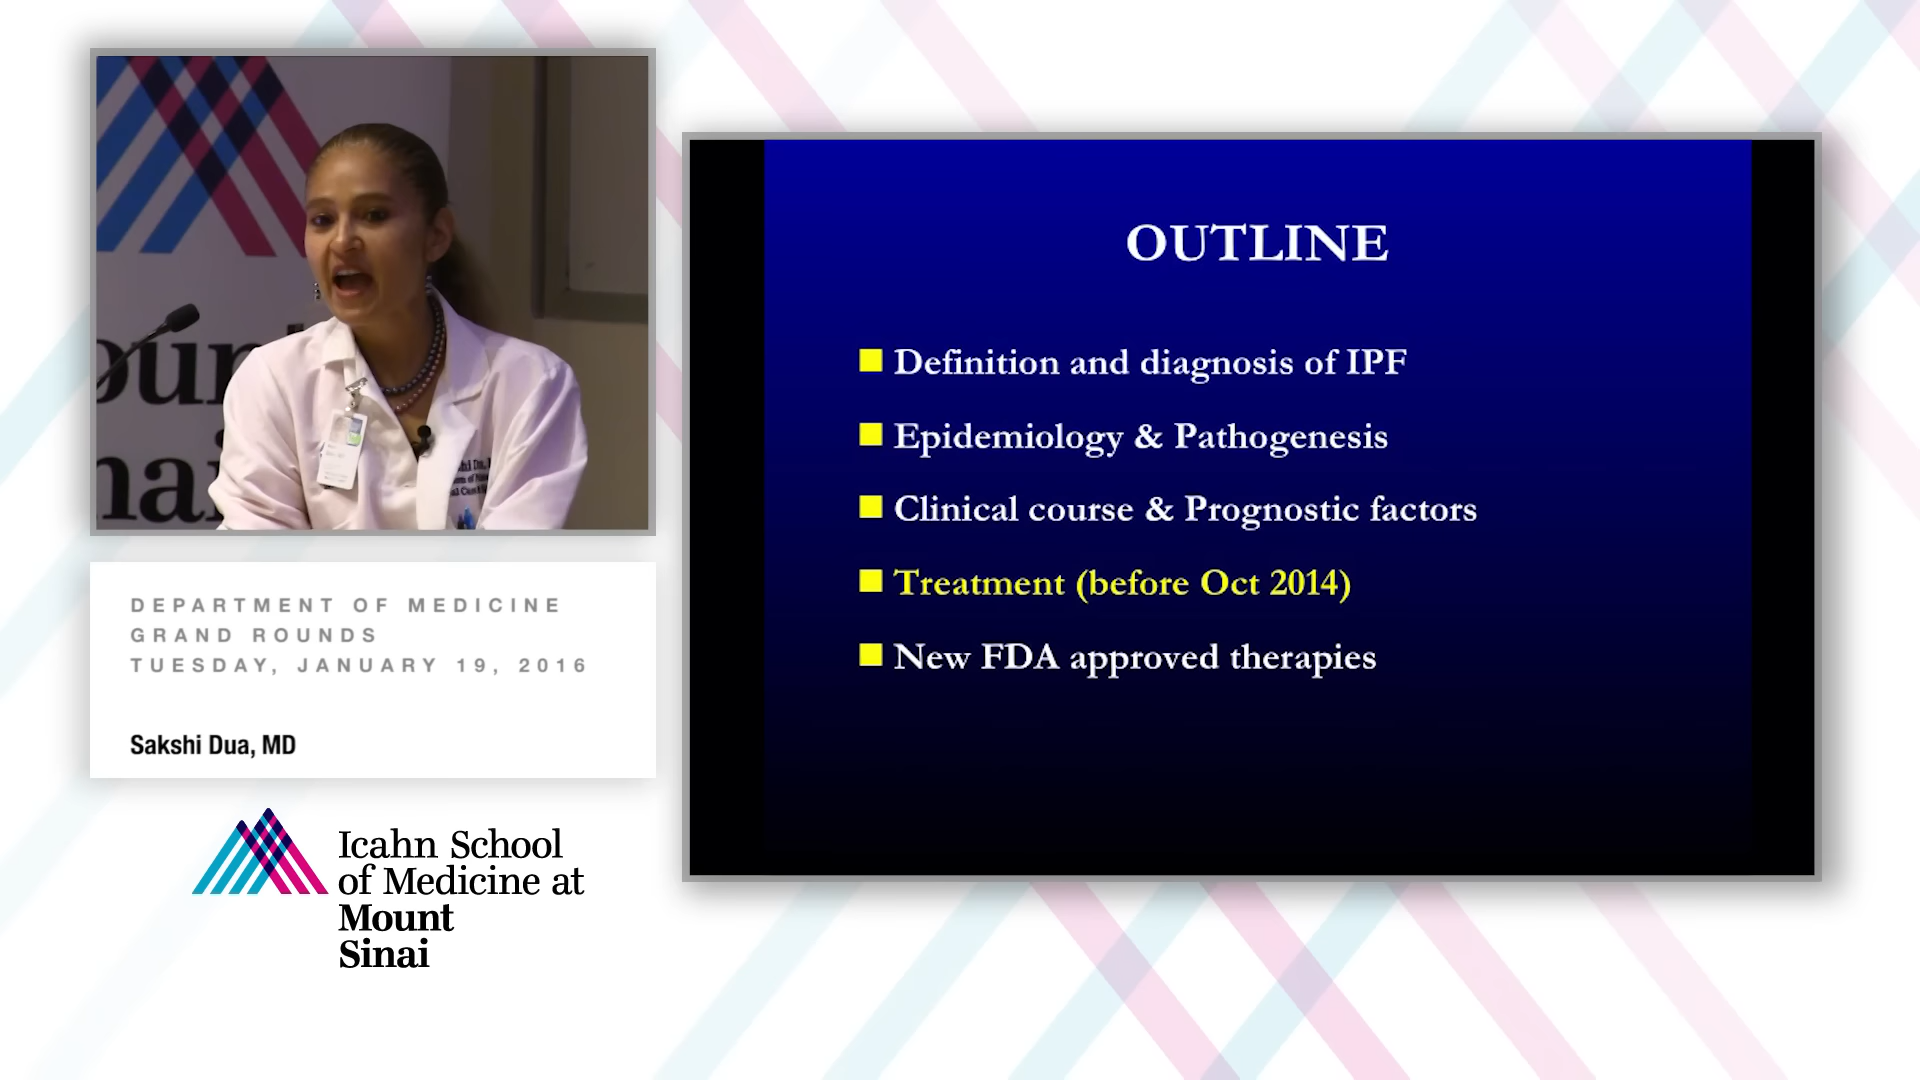 DEPARTMENT OF MEDICINE
GRAND ROUNDS
TUESDAY, JANUARY 19, 2016
Sakshi Dua, MD
Icahn School
of Medicine at
Mount
Sinai
OUTLINE
Definition and diagnosis of IPF
Epidemiology & Pathogenesis
Clinical course & Prognostic factors
Treatment (before Oct 2014)
New FDA approved therapies